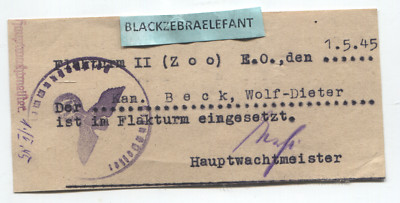 BLACKZEBRAELEFANT
Flakturm II (Zoo) E.O.,den 1.5.45
Der Kan. Beck, Wolf-Dieter
ist im Flakturm eingesetzt.
Hauptwachtmeister